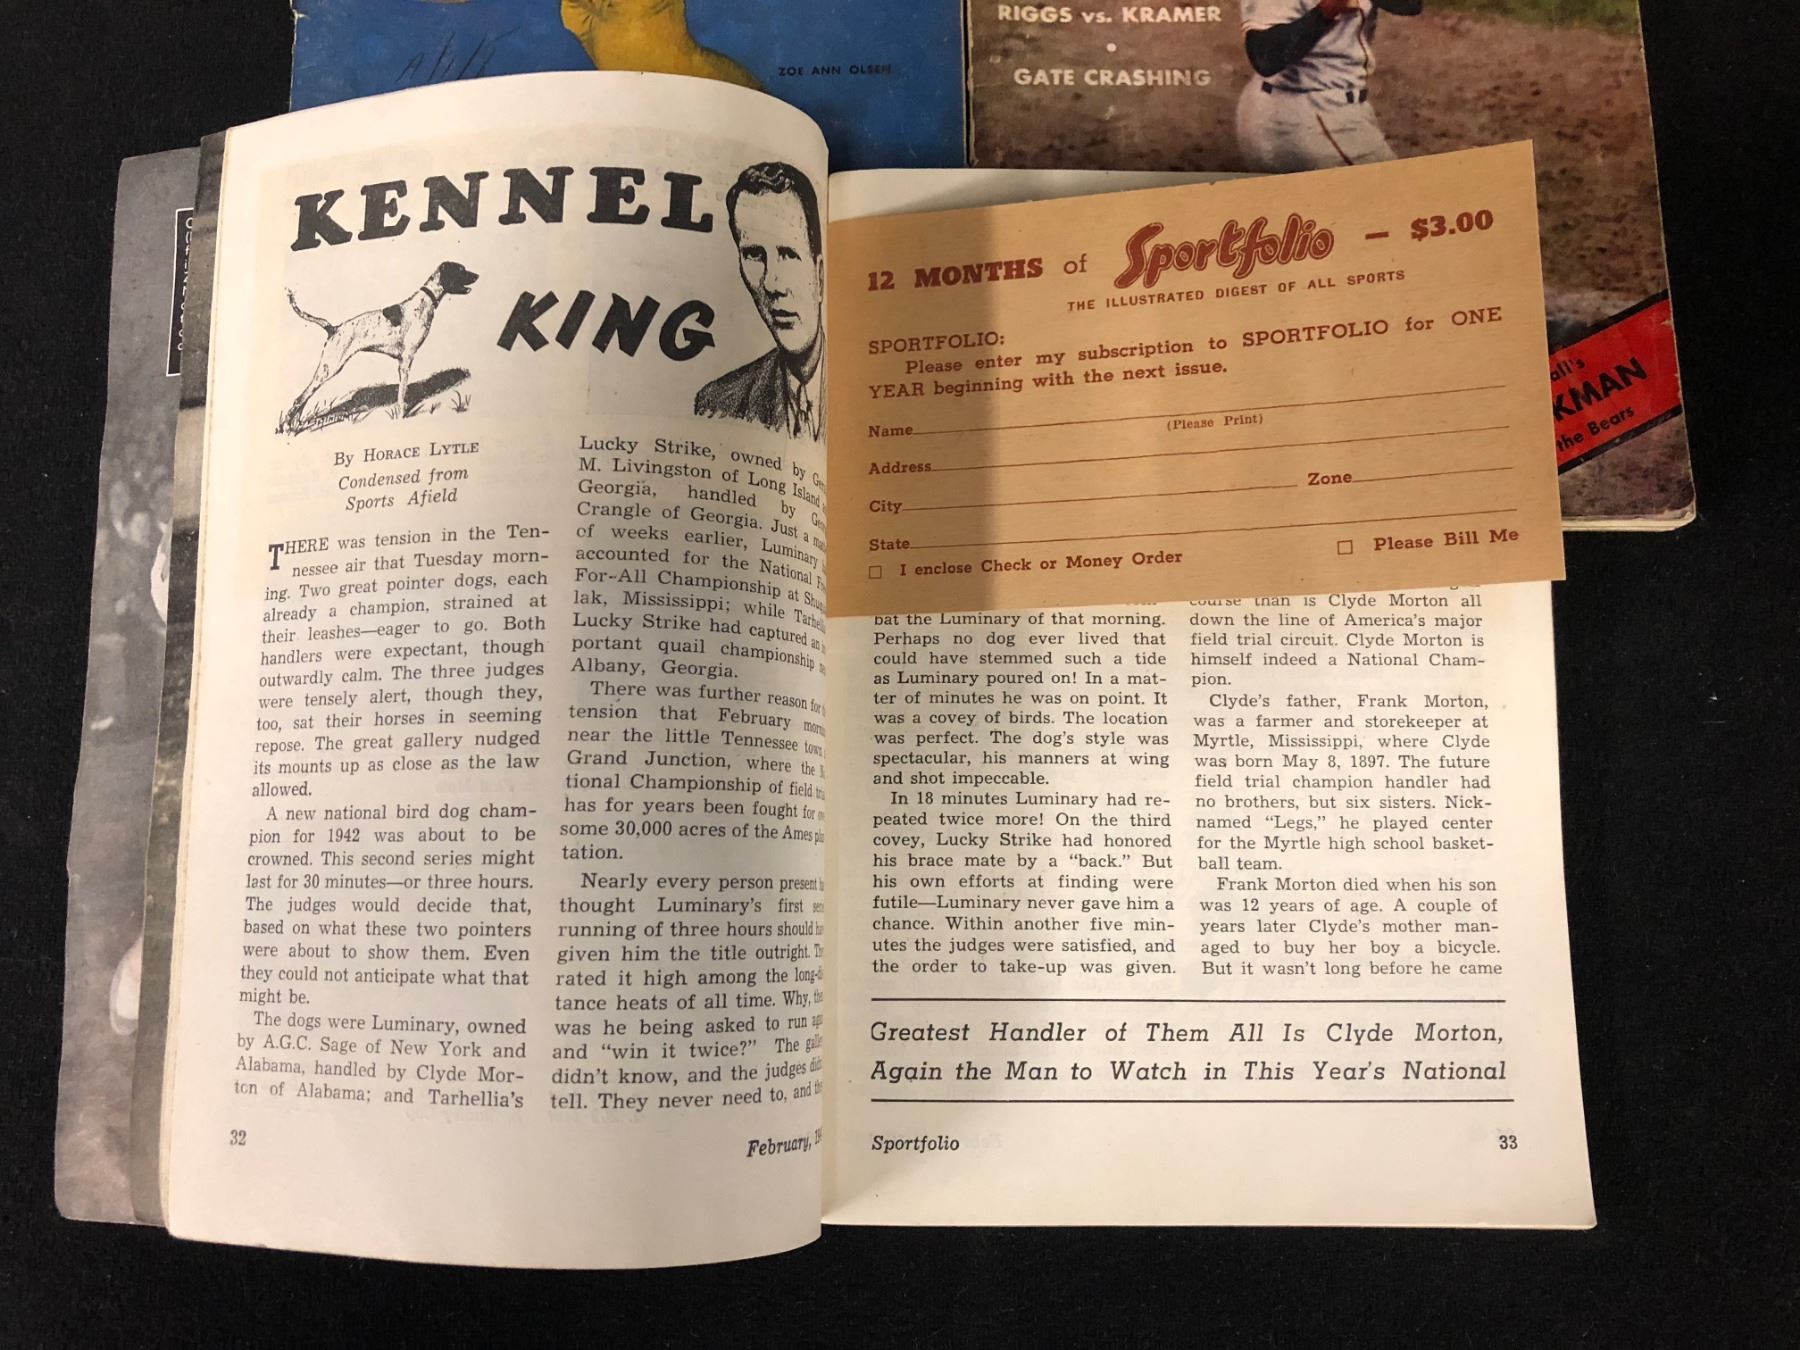 ZOE ANN OLSEN
RIGGS vs. KRAMER
GATE CRASHING
all's
KMAN
the Bears
KENNEL
KING
By HORACE LYTLE
Condensed from
Sports Afield
THERE was tension in the Ten-
nessee air that Tuesday morn-
ing. Two great pointer dogs, each
already a champion, strained at
their leashes—eager to go. Both
handlers were expectant, though
outwardly calm. The three judges
were tensely alert, though they,
too, sat their horses in seeming
repose. The great gallery nudged
its mounts up as close as the law
allowed.
A new national bird dog cham-
pion for 1942 was about to be
crowned. This second series might
last for 30 minutes—or three hours.
The judges would decide that,
based on what these two pointers
were about to show them. Even
they could not anticipate what that
might be.
The dogs were Luminary, owned
by A.G.C. Sage of New York and
Alabama, handled by Clyde Mor-
ton of Alabama; and Tarhellia's
Lucky Strike, owned by
M. Livingston of Long Island
Georgia, handled by
Crangle of Georgia. Just a
of weeks earlier, Luminary
accounted for the National
For-All Championship at
lak, Mississippi; while
Lucky Strike had captured an
portant quail championship
Albany, Georgia.
There was further reason for
tension that February
near the little Tennessee town
Grand Junction, where the
tional Championship of field
has for years been fought for
some 30,000 acres of the Ames
tation.
Nearly every person present
thought Luminary's first
running of three hours should
given him the title outright.
rated it high among the long-
tance heats of all time. Why,
was he being asked to run
and "win it twice?" The
didn't know, and the judges
tell. They never need to, and
32
February,
12 MONTHS of Sportfolio — $3.00
THE ILLUSTRATED DIGEST OF ALL SPORTS
SPORTFOLIO:
Please enter my subscription to SPORTFOLIO for ONE
YEAR beginning with the next issue.
Name
(Please Print)
Address
City Zone
State
☐ I enclose Check or Money Order ☐ Please Bill Me
bat the Luminary of that morning.
Perhaps no dog ever lived that
could have stemmed such a tide
as Luminary poured on! In a mat-
ter of minutes he was on point. It
was a covey of birds. The location
was perfect. The dog's style was
spectacular, his manners at wing
and shot impeccable.
In 18 minutes Luminary had re-
peated twice more! On the third
covey, Lucky Strike had honored
his brace mate by a "back." But
his own efforts at finding were
futile—Luminary never gave him a
chance. Within another five min-
utes the judges were satisfied, and
the order to take-up was given.
course than is Clyde Morton all
down the line of America's major
field trial circuit. Clyde Morton is
himself indeed a National Cham-
pion.
Clyde's father, Frank Morton,
was a farmer and storekeeper at
Myrtle, Mississippi, where Clyde
was born May 8, 1897. The future
field trial champion handler had
no brothers, but six sisters. Nick-
named "Legs," he played center
for the Myrtle high school basket-
ball team.
Frank Morton died when his son
was 12 years of age. A couple of
years later Clyde's mother man-
aged to buy her boy a bicycle.
But it wasn't long before he came
Greatest Handler of Them All Is Clyde Morton,
Again the Man to Watch in This Year's National
Sportfolio
33